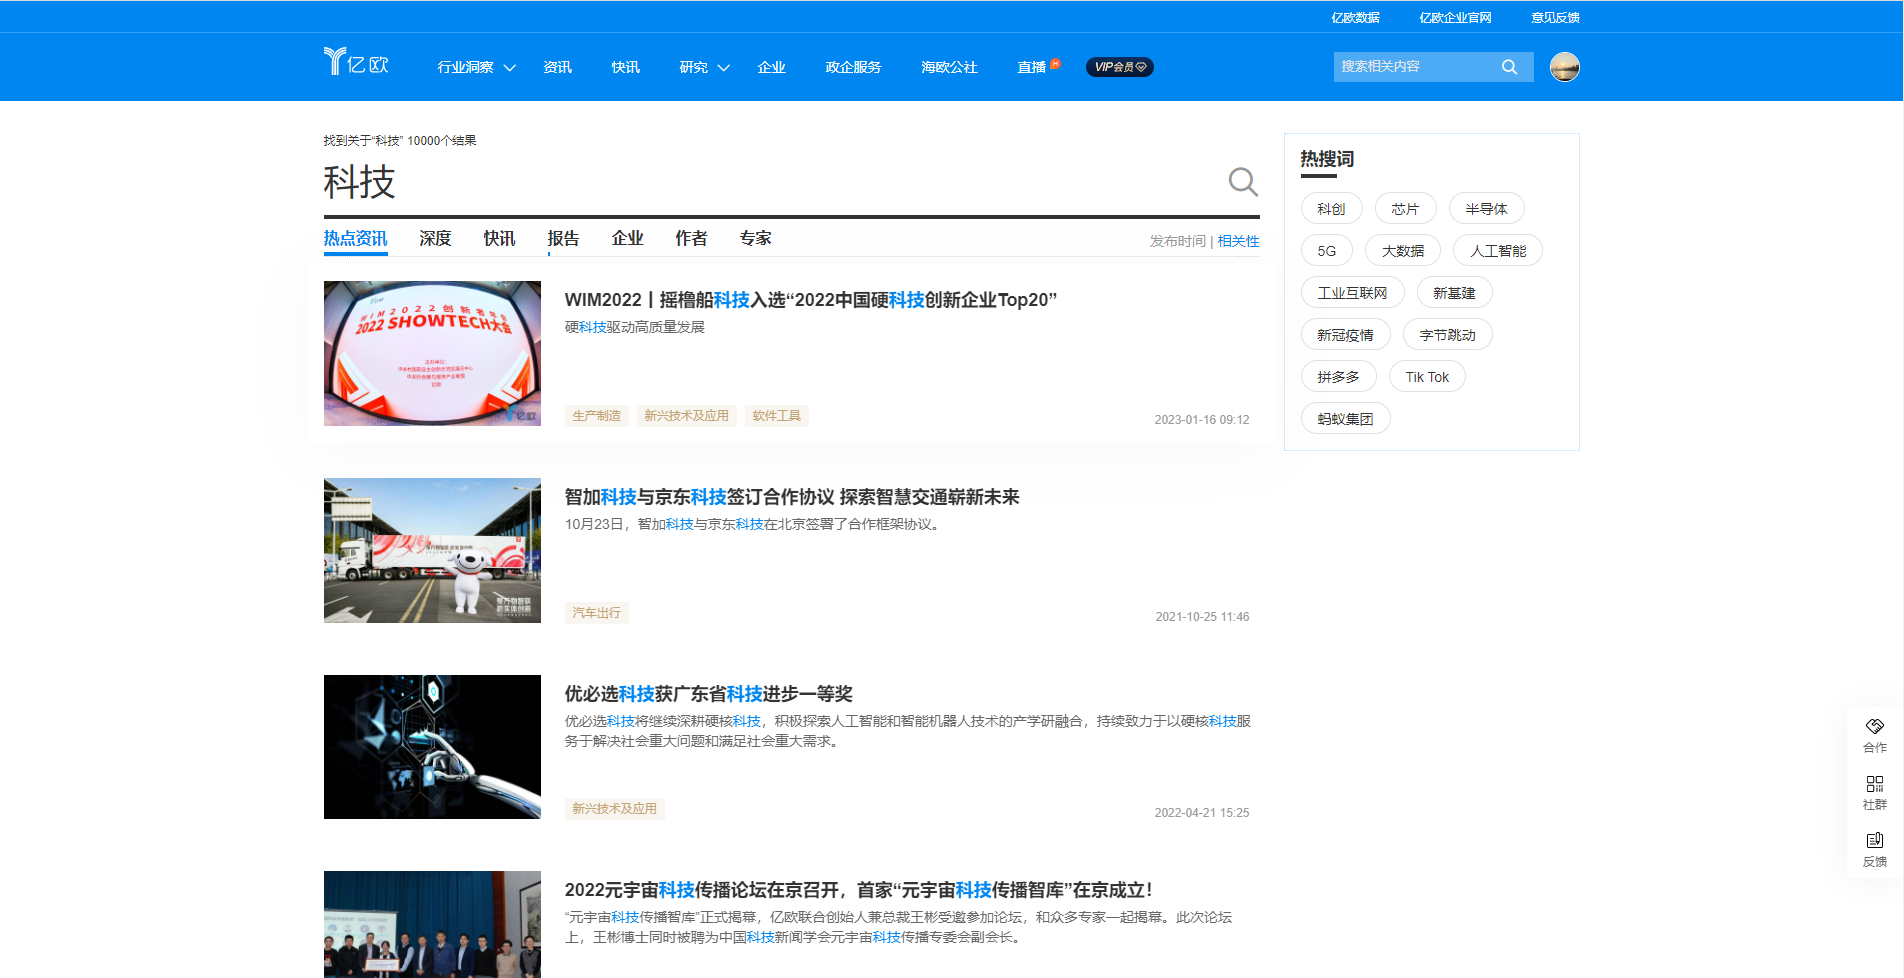 亿欧数据 亿欧企业官网 意见反馈
亿欧 行业洞察 资讯 快讯 研究 企业 政企服务 海欧公社 直播 H VIP会员 搜索相关内容
找到关于“科技” 10000个结果
科技
热点资讯 深度 快讯 报告 企业 作者 专家 发布时间 | 相关性
WIM2022创新者年会
2022 SHOWTECH大会
主办单位：
亿欧
亿欧
WIM2022丨摇橹船科技入选“2022中国硬科技创新企业Top20”
硬科技驱动高质量发展
生产制造 新兴技术及应用 软件工具 2023-01-16 09:12
智加科技与京东科技签订合作协议 探索智慧交通崭新未来
10月23日，智加科技与京东科技在北京签署了合作框架协议。
汽车出行 2021-10-25 11:46
优必选科技获广东省科技进步一等奖
优必选科技将继续深耕硬核科技，积极探索人工智能和智能机器人技术的产学研融合，持续致力于以硬核科技服
务于解决社会重大问题和满足社会重大需求。
新兴技术及应用 2022-04-21 15:25
2022元宇宙科技传播论坛在京召开，首家“元宇宙科技传播智库”在京成立！
“元宇宙科技传播智库”正式揭幕，亿欧联合创始人兼总裁王彬受邀参加论坛，和众多专家一起揭幕。此次论坛
上，王彬博士同时被聘为中国科技新闻学会元宇宙科技传播专委会副会长。
热搜词
科创 芯片 半导体
5G 大数据 人工智能
工业互联网 新基建
新冠疫情 字节跳动
拼多多 Tik Tok
蚂蚁集团
合作
社群
反馈